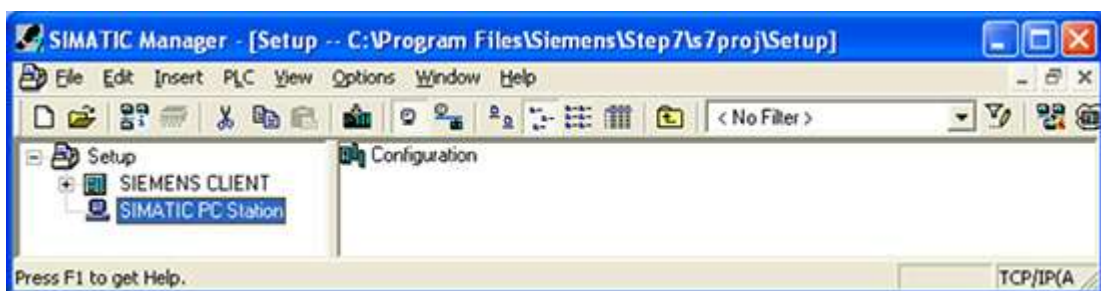 SIMATIC Manager - [Setup -- C:\Program Files\Siemens\Step7\s7proj\Setup]
File Edit Insert PLC View Options Window Help
< No Filter >
Setup
SIEMENS CLIENT
SIMATIC PC Station
Configuration
Press F1 to get Help.
TCP/IP(A